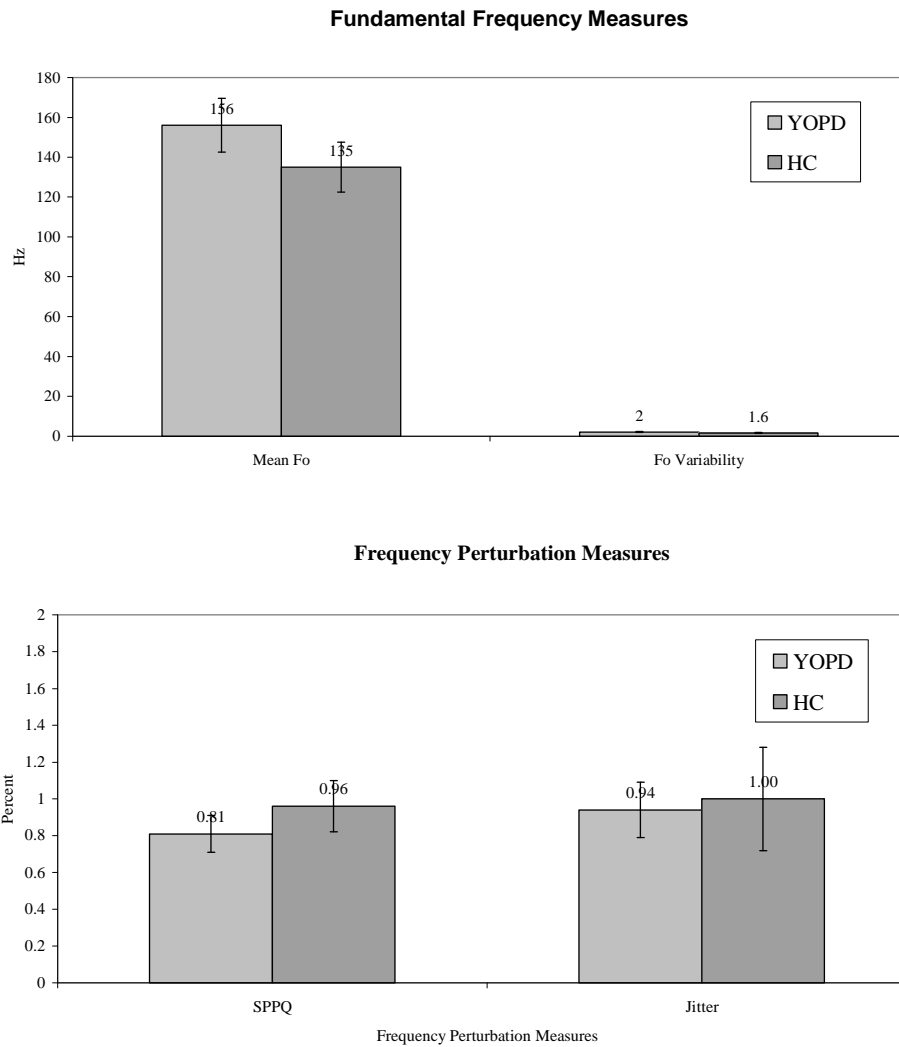 Fundamental Frequency Measures
180
160
140
120
100
80
60
40
20
0
Hz
156
135
2
1.6
YOPD
HC
Mean Fo
Fo Variability
Frequency Perturbation Measures
2
1.8
1.6
1.4
1.2
1
0.8
0.6
0.4
0.2
0
Percent
0.81
0.96
0.94
1.00
YOPD
HC
SPPQ
Jitter
Frequency Perturbation Measures